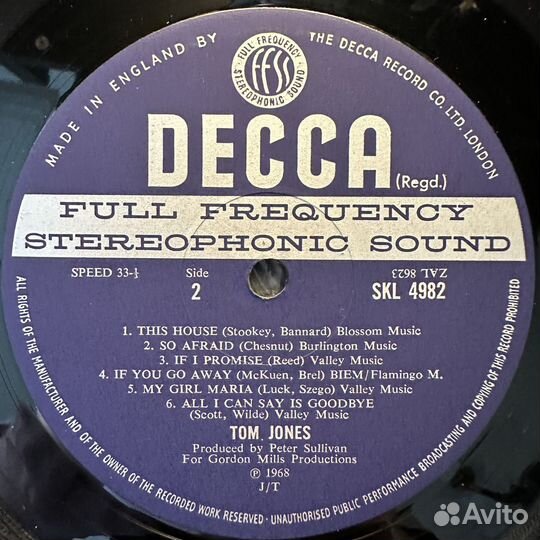 MADE IN ENGLAND BY THE DECCA RECORD CO. LTD. LONDON
FULL FREQUENCY
FFSS
STEREOPHONIC SOUND
DECCA (Regd.)
FULL FREQUENCY
STEREOPHONIC SOUND
SPEED 33-⅓ Side ZAL 8623
2 SKL 4982
1. THIS HOUSE (Stookey, Bannard) Blossom Music
2. SO AFRAID (Chesnut) Burlington Music
3. IF I PROMISE (Reed) Valley Music
4. IF YOU GO AWAY (McKuen, Brel) BIEM/Flamingo M.
5. MY GIRL MARIA (Luck, Szego) Valley Music
6. ALL I CAN SAY IS GOODBYE
(Scott, Wilde) Valley Music
TOM JONES
Produced by Peter Sullivan
For Gordon Mills Productions
℗ 1968
J/T
ALL RIGHTS OF THE MANUFACTURER AND OF THE OWNER OF THE RECORDED WORK RESERVED · UNAUTHORISED PUBLIC PERFORMANCE BROADCASTING AND COPYING OF THIS RECORD PROHIBITED
Avito